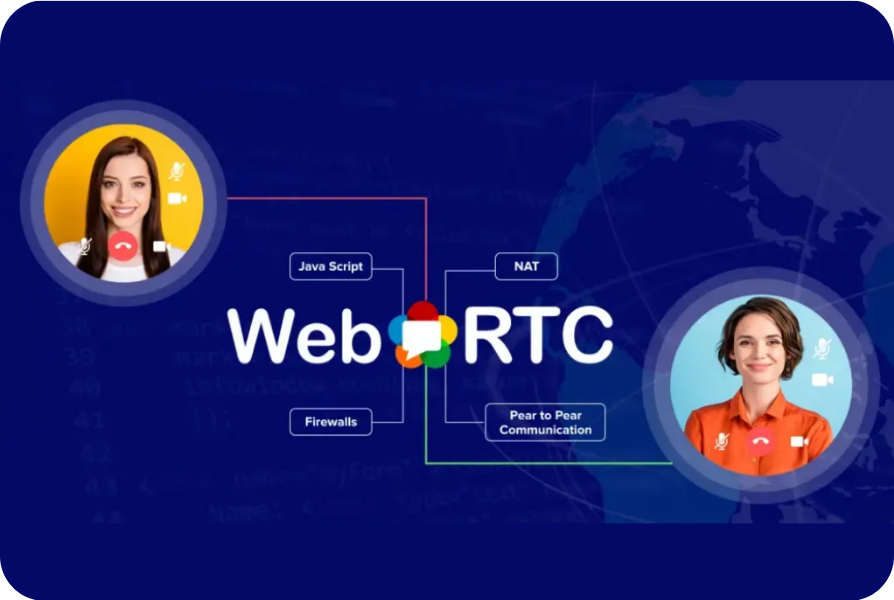 Java Script
NAT
Web RTC
Firewalls
Pear to Pear
Communication